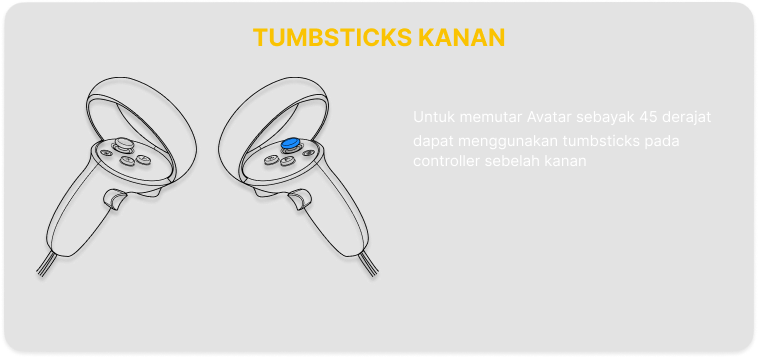 TUMBSTICKS KANAN
Untuk memutar Avatar sebayak 45 derajat
dapat menggunakan tumbsticks pada
controller sebelah kanan